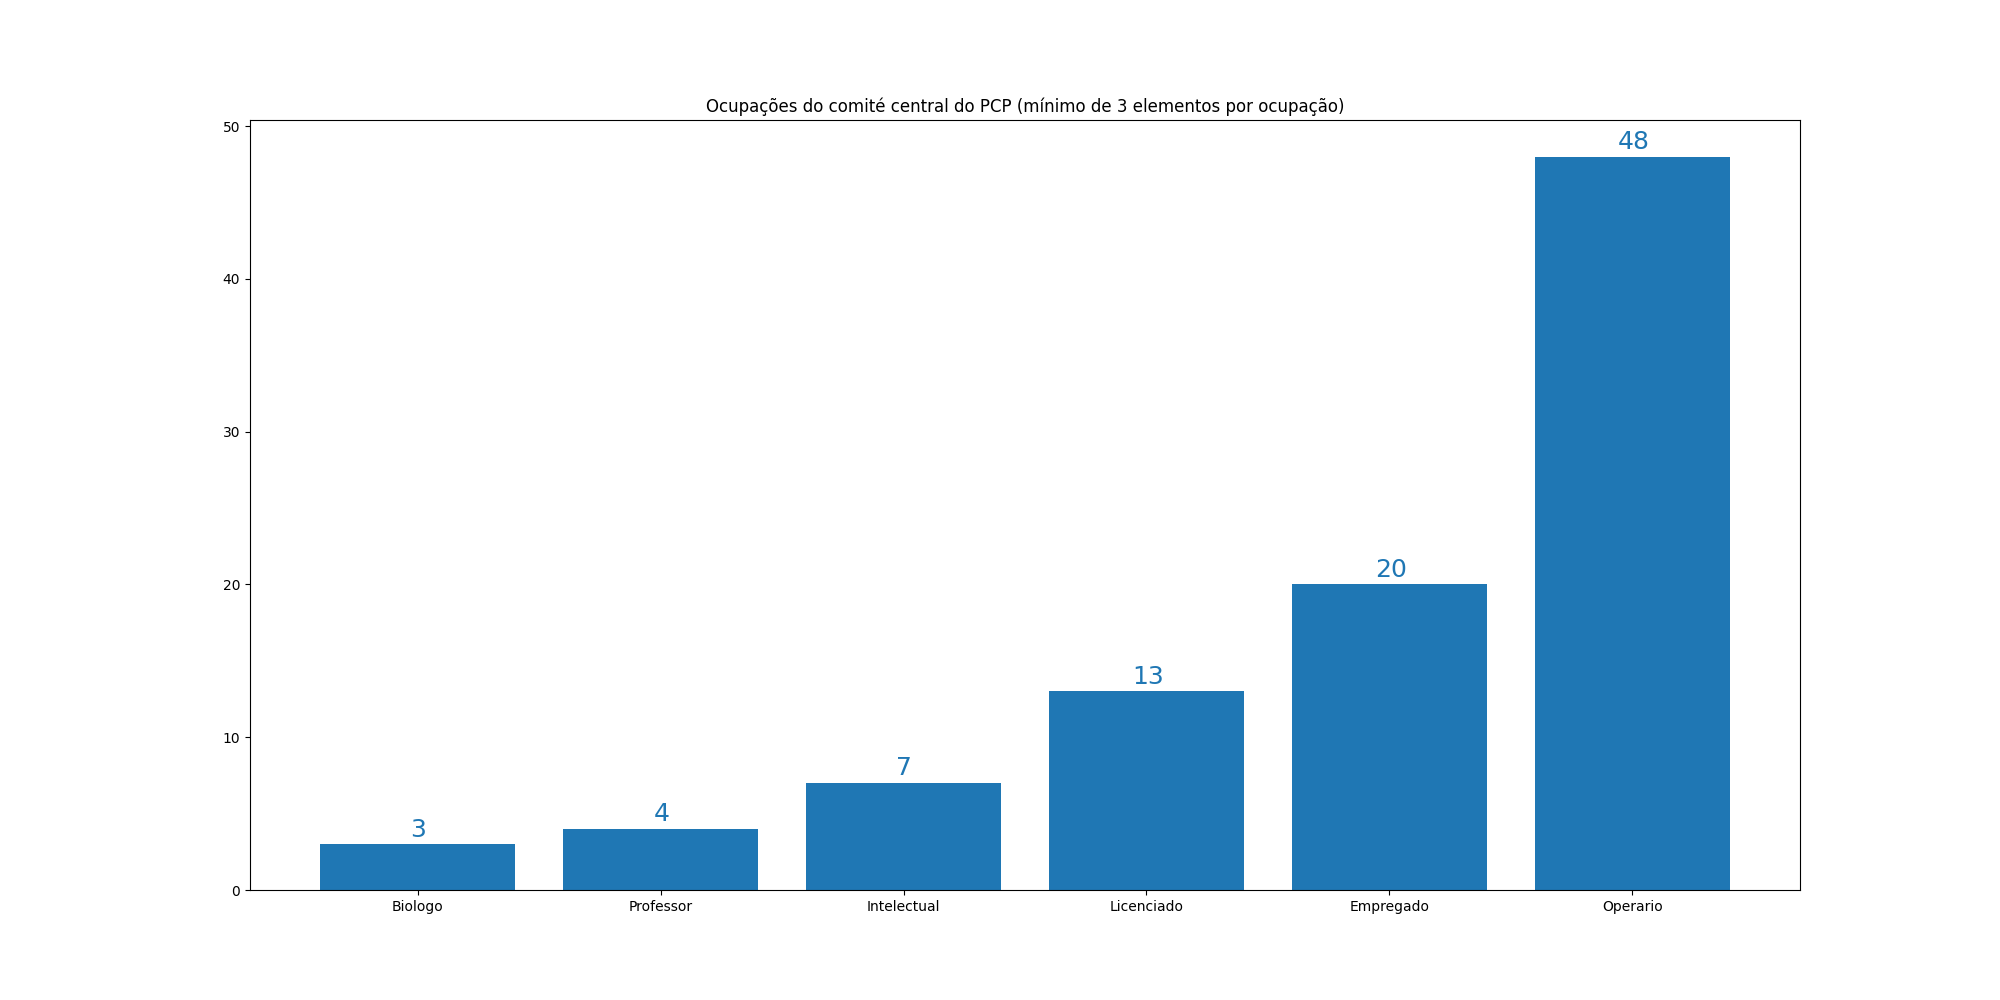 Ocupações do comité central do PCP (mínimo de 3 elementos por ocupação)
50
40
30
20
10
0
3
4
7
13
20
48
Biologo
Professor
Intelectual
Licenciado
Empregado
Operario